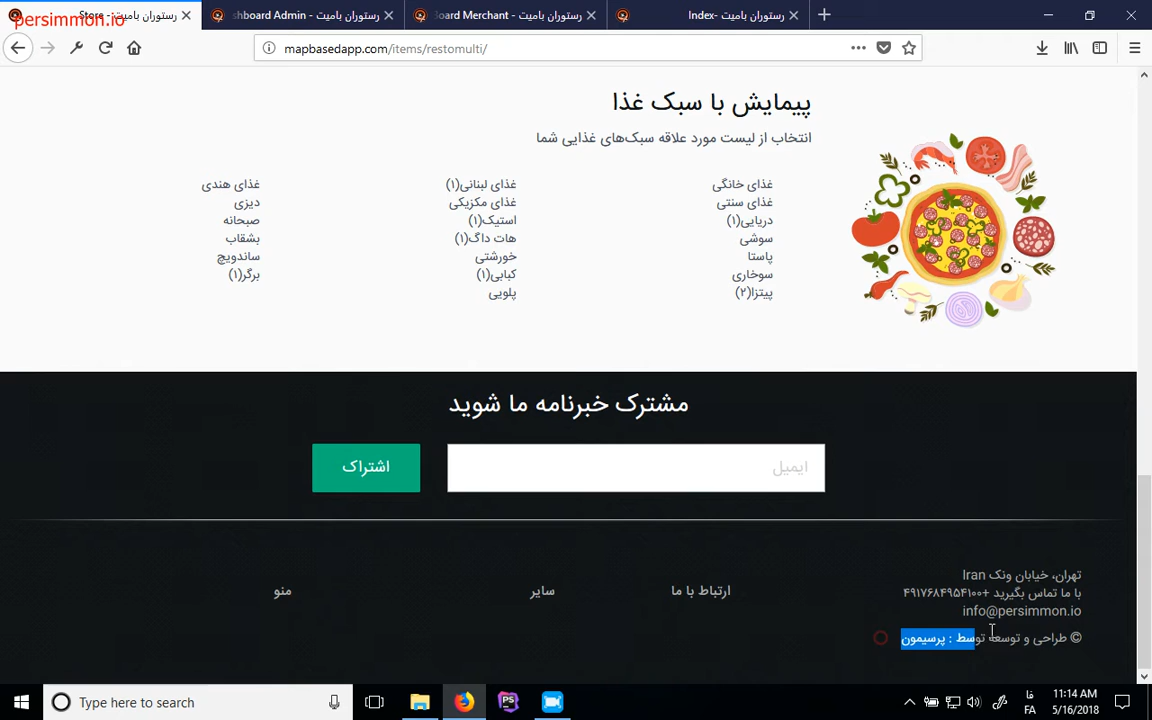 persimmon.io
Store - رستوران بامیت
shboard Admin - رستوران بامیت
Board Merchant - رستوران بامیت
Index- رستوران بامیت
mapbasedapp.com/items/restomulti/
پیمایش با سبک غذا
انتخاب از لیست مورد علاقه سبک‌های غذایی شما
غذای خانگی
غذای سنتی
دریایی(۱)
سوشی
پاستا
سوخاری
پیتزا(۲)
غذای لبنانی(۱)
غذای مکزیکی
استیک(۱)
هات داگ(۱)
خورشتی
کبابی(۱)
پلویی
غذای هندی
دیزی
صبحانه
بشقاب
ساندویچ
برگر(۱)
مشترک خبرنامه ما شوید
ایمیل
اشتراک
تهران، خیابان ونک Iran
با ما تماس بگیرید +۴۹۱۷۶۸۴۹۵۴۱۰۰
info@persimmon.io
© طراحی و توسعه توسط : پرسیمون
ارتباط با ما
سایر
منو
Type here to search
فا
FA
11:14 AM
5/16/2018